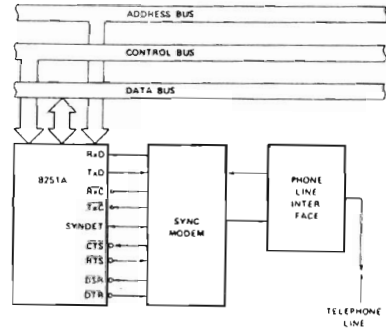 ADDRESS BUS
CONTROL BUS
DATA BUS
8251A
RxD
TxD
RxC
TxC
SYNDET
CTS
RTS
DSR
DTR
SYNC
MODEM
PHONE
LINE
INTER
FACE
TELEPHONE
LINE